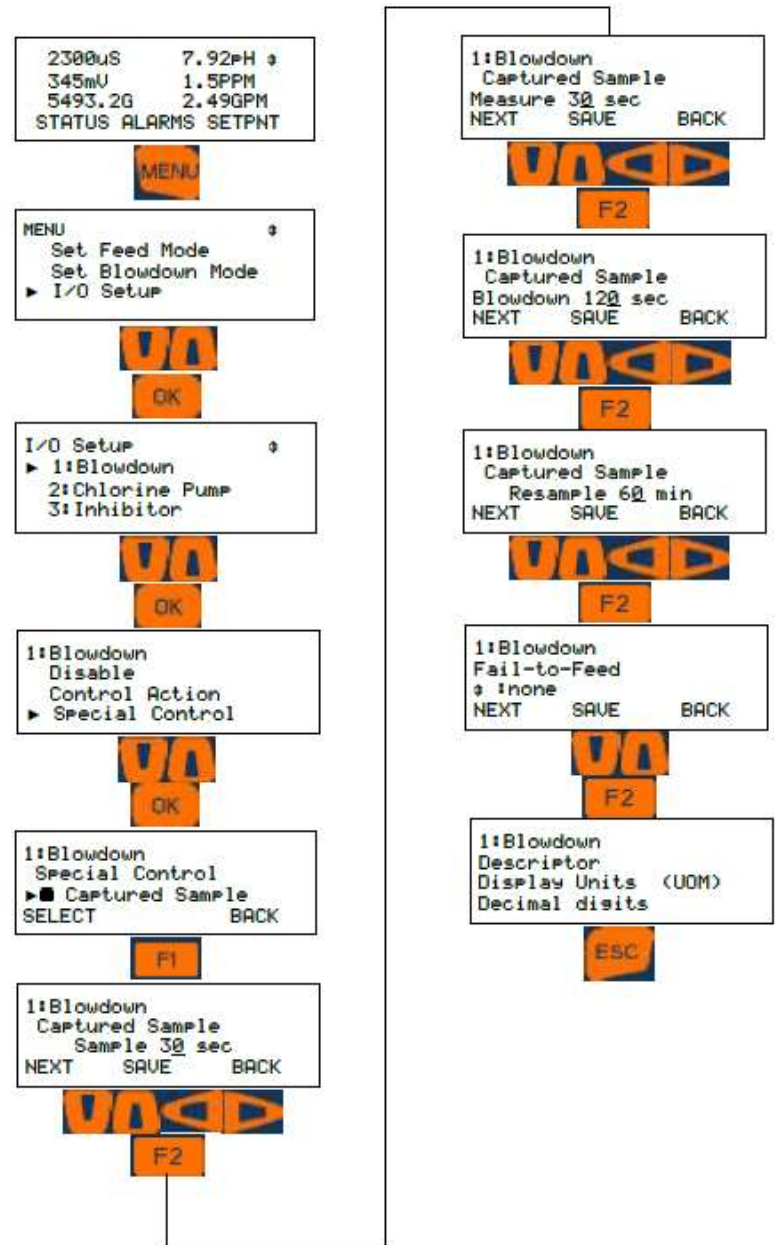 2300uS 7.92pH
345mV 1.5PPM
5493.2G 2.49GPM
STATUS ALARMS SETPNT
MENU
MENU
Set Feed Mode
Set Blowdown Mode
► I/O Setup
OK
I/O Setup
► 1:Blowdown
2:Chlorine Pump
3:Inhibitor
OK
1:Blowdown
Disable
Control Action
► Special Control
OK
1:Blowdown
Special Control
►■ Captured Sample
SELECT BACK
F1
1:Blowdown
Captured Sample
Sample 30 sec
NEXT SAVE BACK
F2
1:Blowdown
Captured Sample
Measure 30 sec
NEXT SAVE BACK
F2
1:Blowdown
Captured Sample
Blowdown 120 sec
NEXT SAVE BACK
F2
1:Blowdown
Captured Sample
Resample 60 min
NEXT SAVE BACK
F2
1:Blowdown
Fail-to-Feed
:none
NEXT SAVE BACK
F2
1:Blowdown
Descriptor
Display Units (UOM)
Decimal digits
ESC